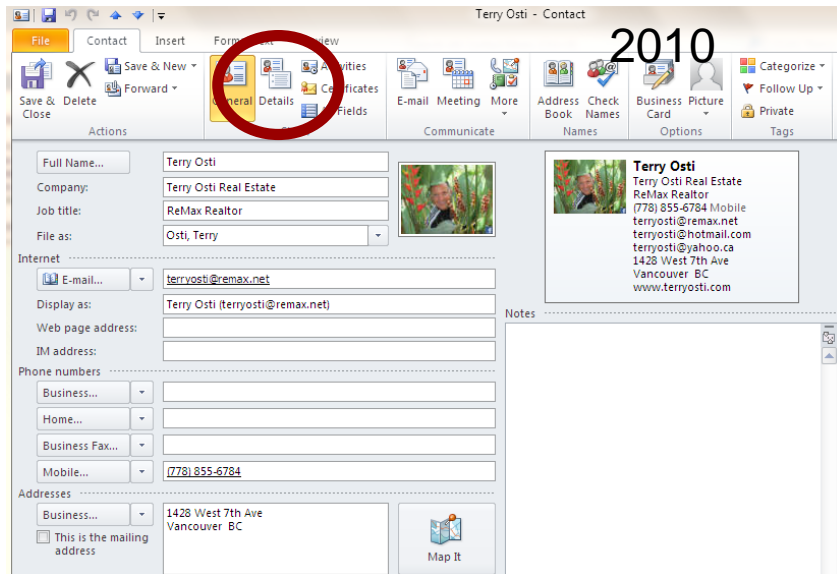 Terry Osti - Contact
2010
File Contact Insert Form ext view
Save & Close
Delete
Save & New
Forward
Actions
General
Details
Activities
Certificates
Fields
E-mail
Meeting
More
Communicate
Address Book
Check Names
Names
Business Card
Picture
Options
Categorize
Follow Up
Private
Tags
Full Name... Terry Osti
Company: Terry Osti Real Estate
Job title: ReMax Realtor
File as: Osti, Terry
Internet
E-mail... terryosti@remax.net
Display as: Terry Osti (terryosti@remax.net)
Web page address:
IM address:
Phone numbers
Business...
Home...
Business Fax...
Mobile... (778) 855-6784
Addresses
Business... 1428 West 7th Ave
Vancouver BC
This is the mailing
address
Map It
Terry Osti
Terry Osti Real Estate
ReMax Realtor
(778) 855-6784 Mobile
terryosti@remax.net
terryosti@hotmail.com
terryosti@yahoo.ca
1428 West 7th Ave
Vancouver BC
www.terryosti.com
Notes